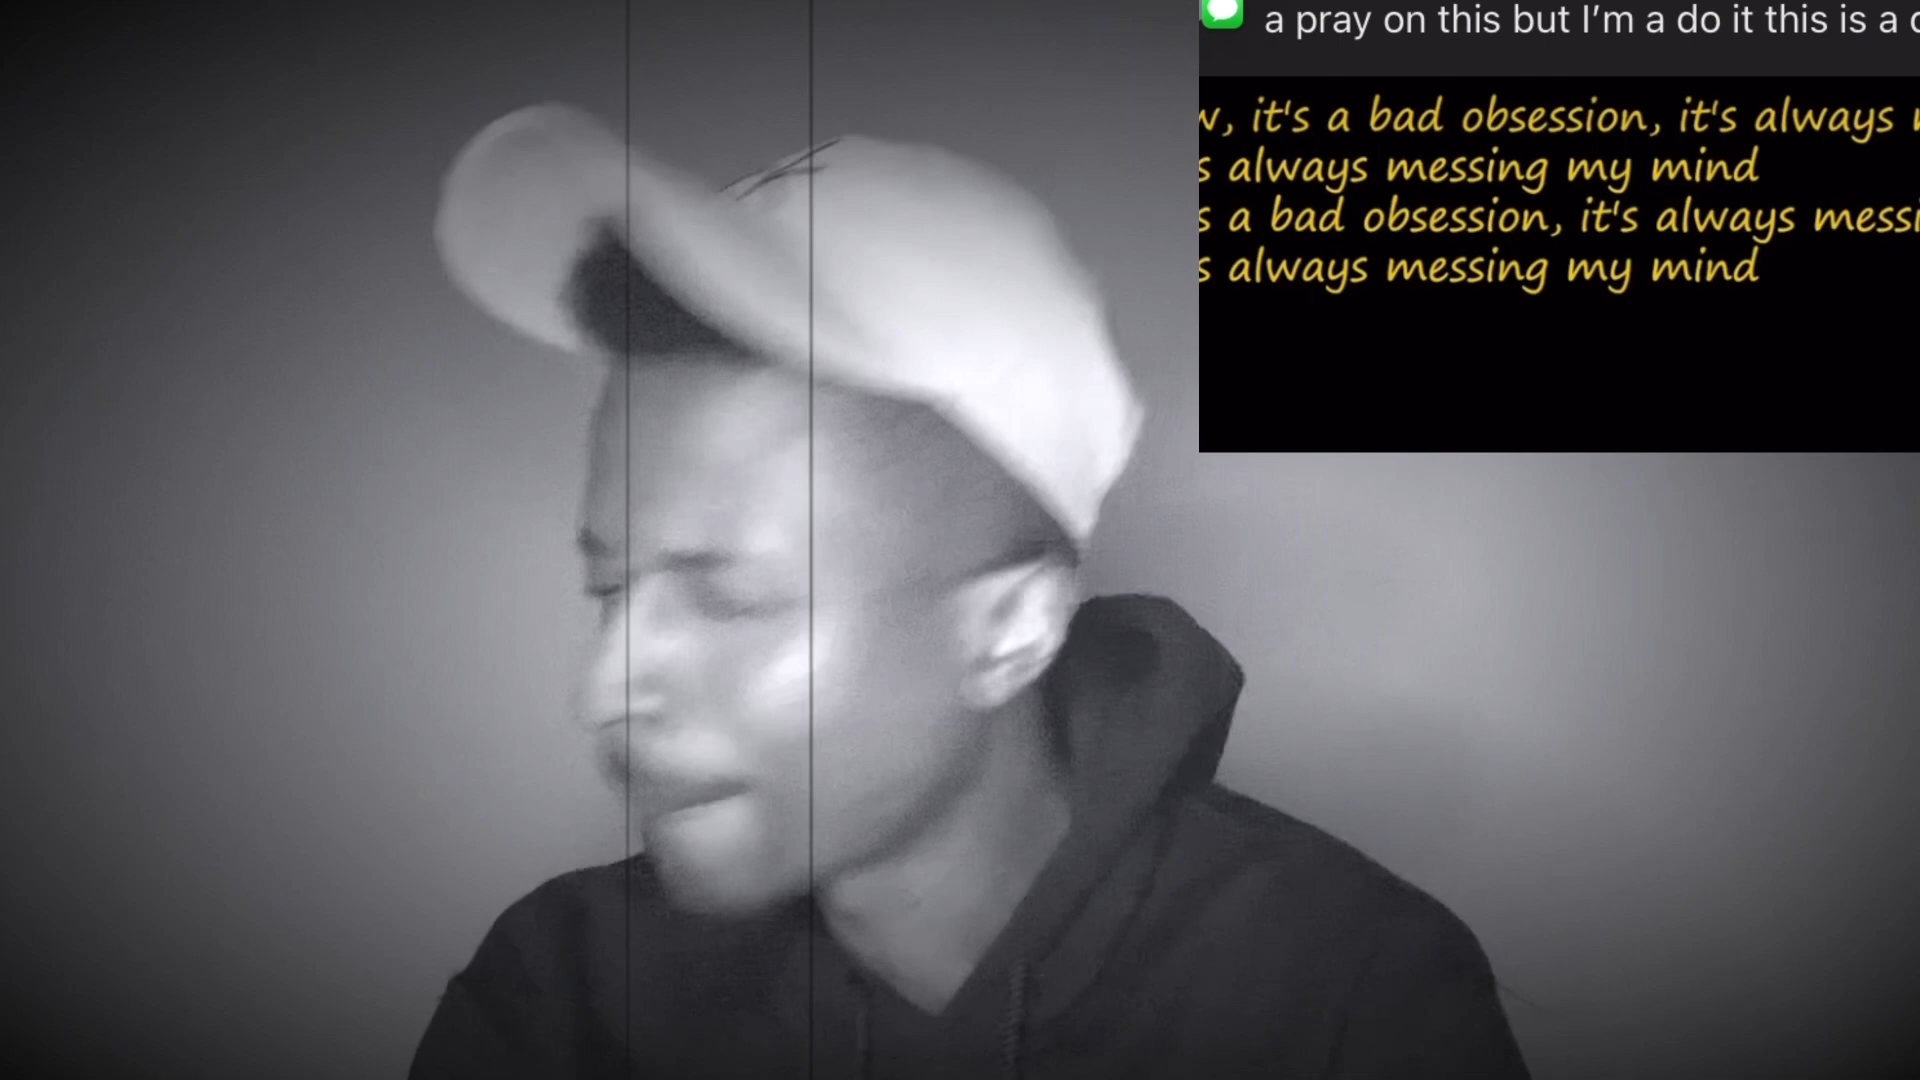 a pray on this but I’m a do it this is a
, it's a bad obsession, it's always
always messing my mind
a bad obsession, it's always
always messing my mind